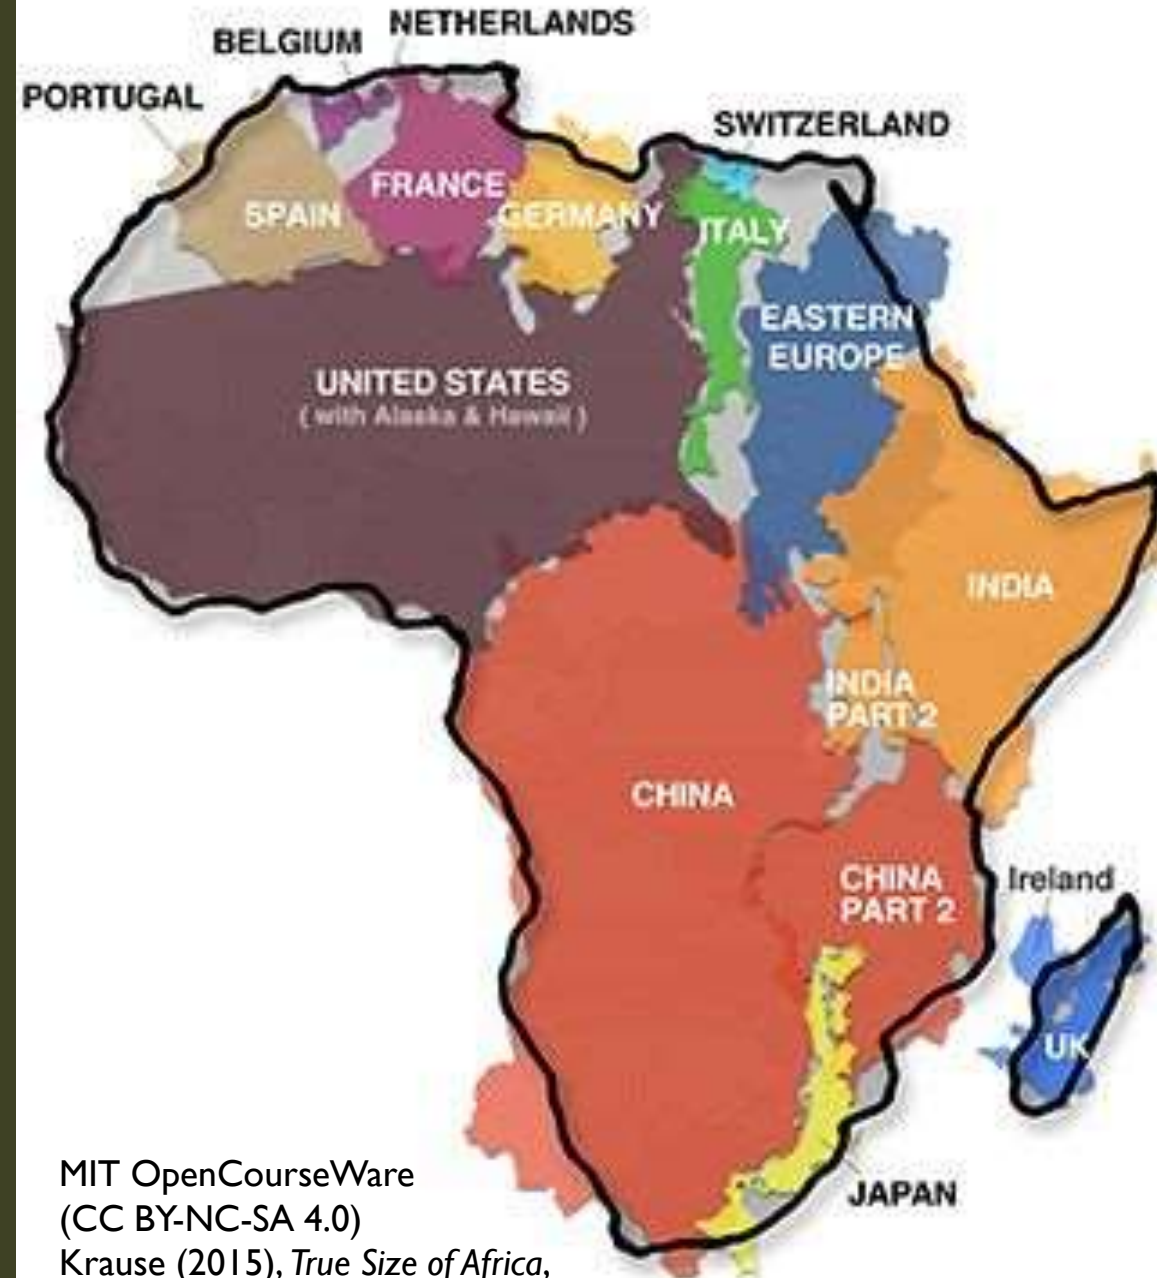 NETHERLANDS
BELGIUM
PORTUGAL
SWITZERLAND
FRANCE
SPAIN
GERMANY
ITALY
EASTERN
EUROPE
UNITED STATES
( with Alaska & Hawaii )
INDIA
INDIA
PART 2
CHINA
CHINA
PART 2
Ireland
UK
JAPAN
MIT OpenCourseWare
(CC BY-NC-SA 4.0)
Krause (2015), True Size of Africa,